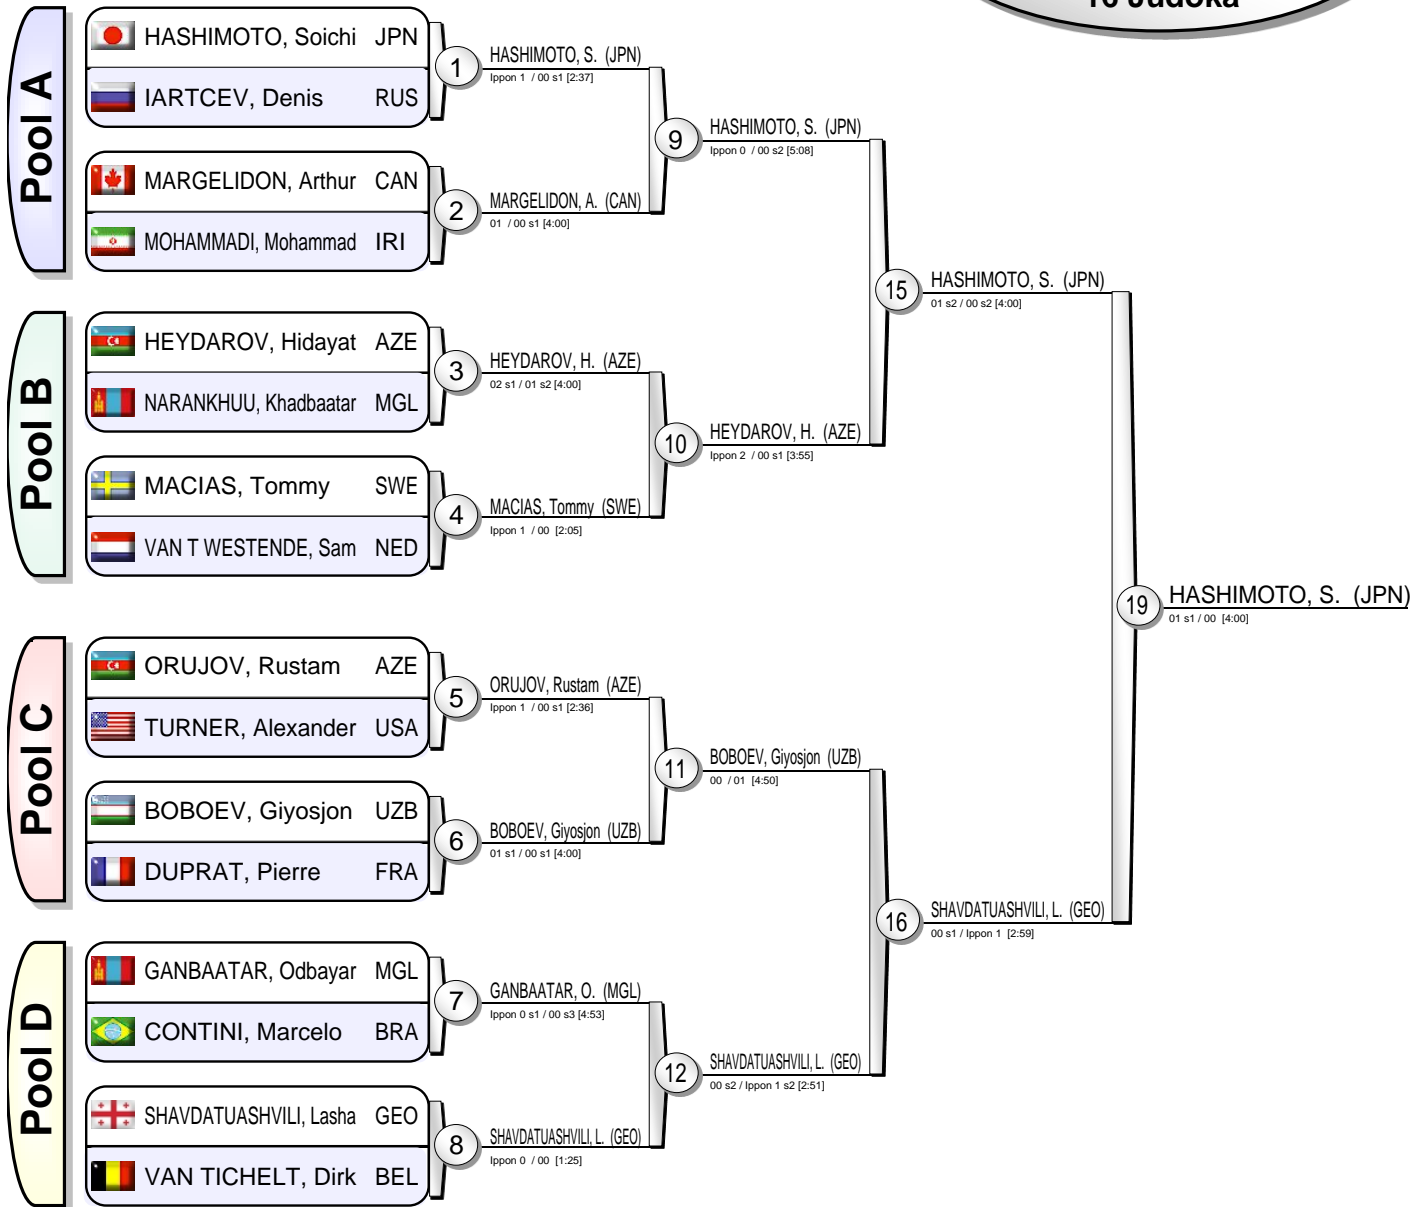 16 Judoka
Pool A
HASHIMOTO, Soichi JPN
IARTCEV, Denis RUS
MARGELIDON, Arthur CAN
MOHAMMADI, Mohammad IRI
1
HASHIMOTO, S. (JPN)
Ippon 1 / 00 s1 [2:37]
2
MARGELIDON, A. (CAN)
01 / 00 s1 [4:00]
9
HASHIMOTO, S. (JPN)
Ippon 0 / 00 s2 [5:08]
Pool B
HEYDAROV, Hidayat AZE
NARANKHUU, Khadbaatar MGL
MACIAS, Tommy SWE
VAN T WESTENDE, Sam NED
3
HEYDAROV, H. (AZE)
02 s1 / 01 s2 [4:00]
4
MACIAS, Tommy (SWE)
Ippon 1 / 00 [2:05]
10
HEYDAROV, H. (AZE)
Ippon 2 / 00 s1 [3:55]
15
HASHIMOTO, S. (JPN)
01 s2 / 00 s2 [4:00]
Pool C
ORUJOV, Rustam AZE
TURNER, Alexander USA
BOBOEV, Giyosjon UZB
DUPRAT, Pierre FRA
5
ORUJOV, Rustam (AZE)
Ippon 1 / 00 s1 [2:36]
6
BOBOEV, Giyosjon (UZB)
01 s1 / 00 s1 [4:00]
11
BOBOEV, Giyosjon (UZB)
00 / 01 [4:50]
Pool D
GANBAATAR, Odbayar MGL
CONTINI, Marcelo BRA
SHAVDATUASHVILI, Lasha GEO
VAN TICHELT, Dirk BEL
7
GANBAATAR, O. (MGL)
Ippon 0 s1 / 00 s3 [4:53]
8
SHAVDATUASHVILI, L. (GEO)
Ippon 0 / 00 [1:25]
12
SHAVDATUASHVILI, L. (GEO)
00 s2 / Ippon 1 s2 [2:51]
16
SHAVDATUASHVILI, L. (GEO)
00 s1 / Ippon 1 [2:59]
19
HASHIMOTO, S. (JPN)
01 s1 / 00 [4:00]